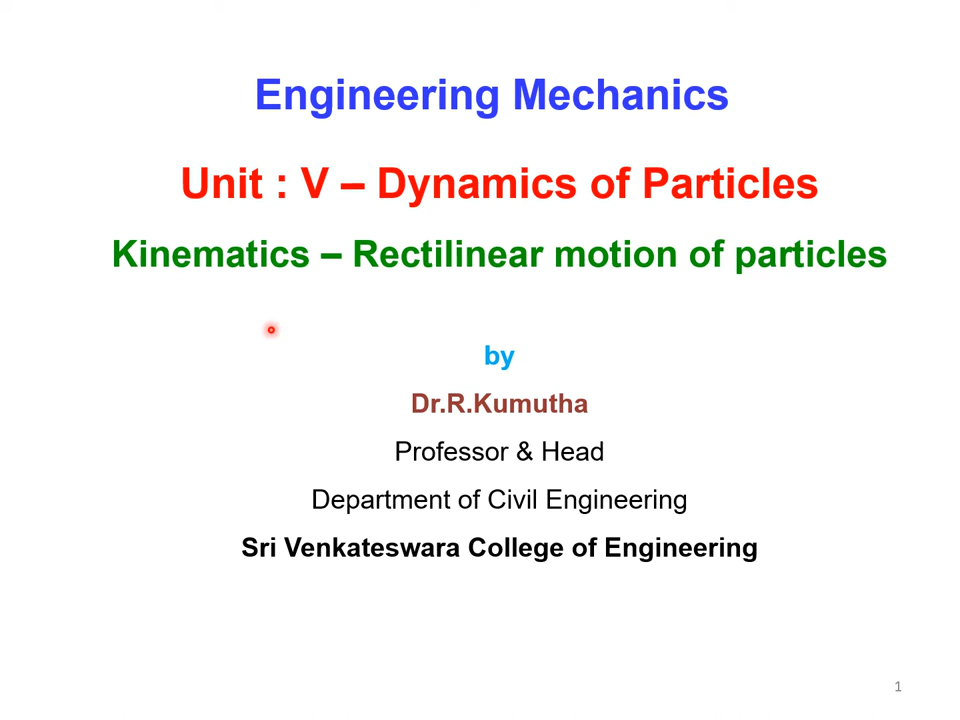 Engineering Mechanics
Unit : V – Dynamics of Particles
Kinematics – Rectilinear motion of particles
by
Dr.R.Kumutha
Professor & Head
Department of Civil Engineering
Sri Venkateswara College of Engineering
1